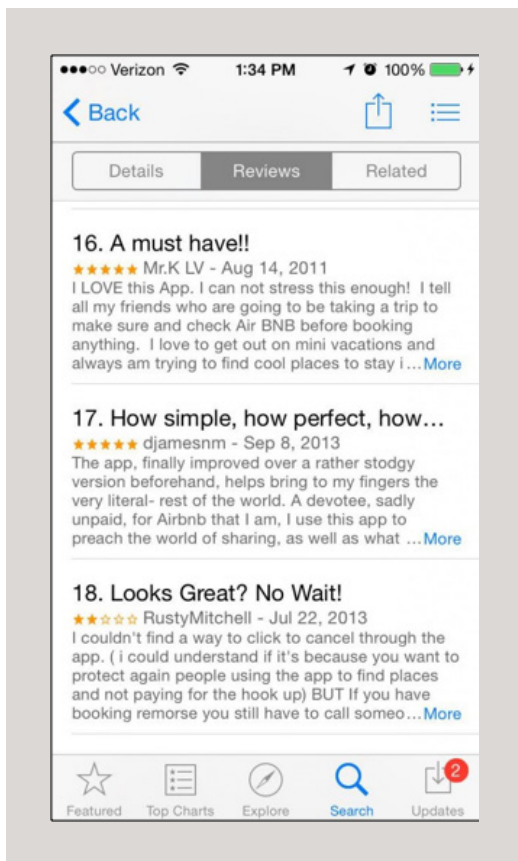 Verizon 1:34 PM 100%
Back
Details Reviews Related
16. A must have!!
Mr.K LV - Aug 14, 2011
I LOVE this App. I can not stress this enough! I tell
all my friends who are going to be taking a trip to
make sure and check Air BNB before booking
anything. I love to get out on mini vacations and
always am trying to find cool places to stay i ... More
17. How simple, how perfect, how...
djamesnm - Sep 8, 2013
The app, finally improved over a rather stodgy
version beforehand, helps bring to my fingers the
very literal- rest of the world. A devotee, sadly
unpaid, for Airbnb that I am, I use this app to
preach the world of sharing, as well as what ... More
18. Looks Great? No Wait!
RustyMitchell - Jul 22, 2013
I couldn't find a way to click to cancel through the
app. ( i could understand if it's because you want to
protect again people using the app to find places
and not paying for the hook up) BUT If you have
booking remorse you still have to call someo... More
2
Featured Top Charts Explore Search Updates